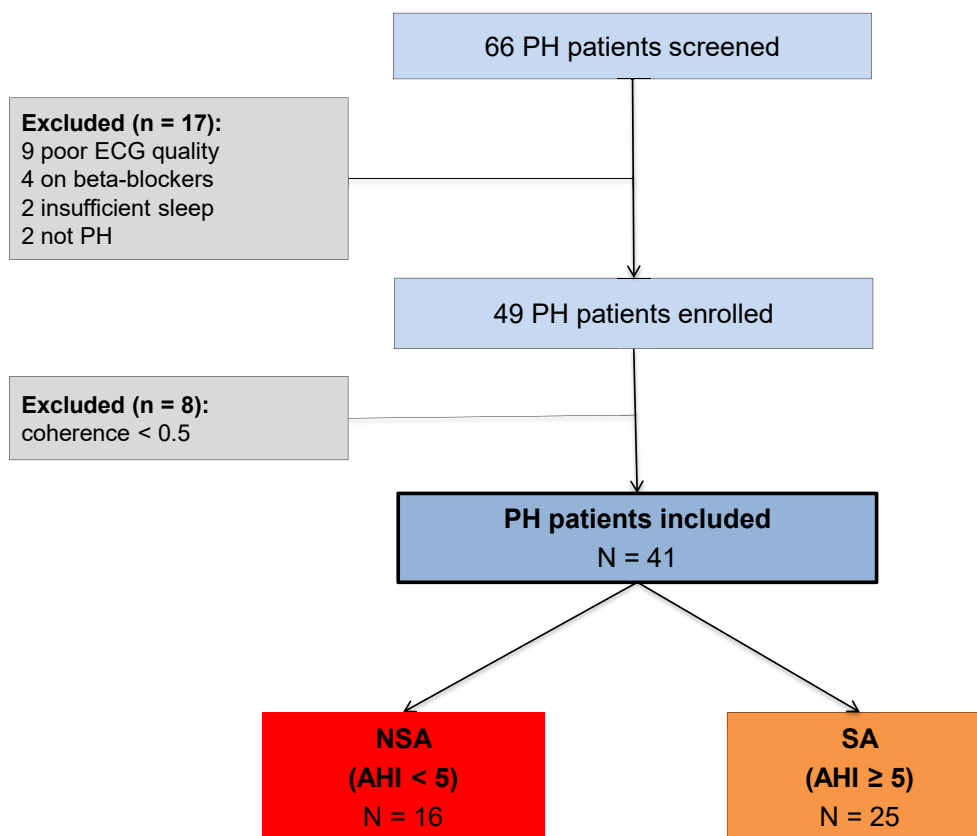 66 PH patients screened
Excluded (n = 17):
9 poor ECG quality
4 on beta-blockers
2 insufficient sleep
2 not PH
49 PH patients enrolled
Excluded (n = 8):
coherence < 0.5
PH patients included
N = 41
NSA
(AHI < 5)
N = 16
SA
(AHI ≥ 5)
N = 25